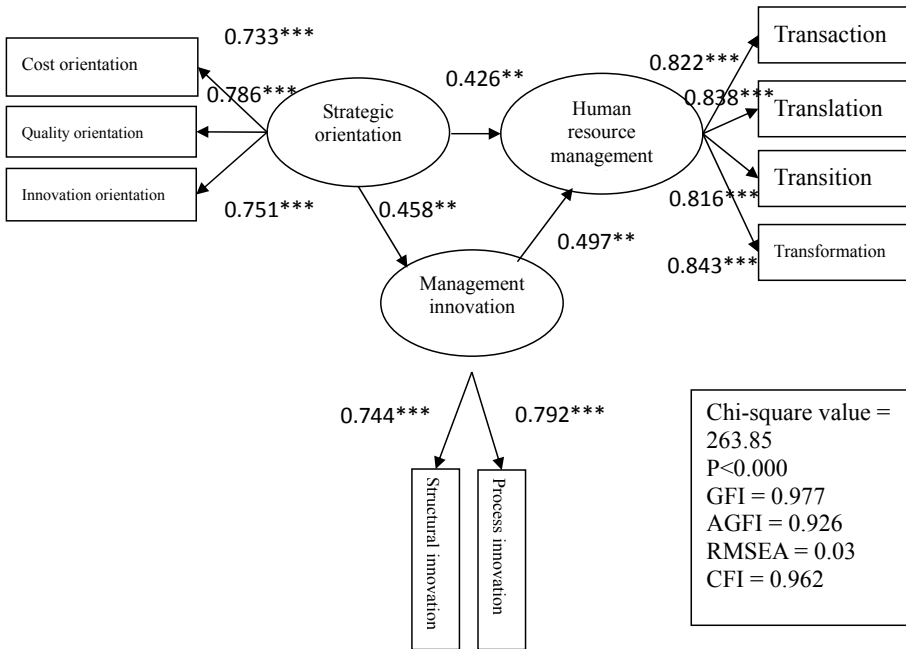 0.733***
Cost orientation
0.786***
Quality orientation
Innovation orientation
0.751***
Strategic
orientation
0.426**
Human
resource
management
0.822***
Transaction
0.838***
Translation
Transition
0.816***
Transformation
0.843***
0.458**
0.497**
Management
innovation
0.744***
0.792***
Structural innovation
Process innovation
Chi-square value =
263.85
P<0.000
GFI = 0.977
AGFI = 0.926
RMSEA = 0.03
CFI = 0.962